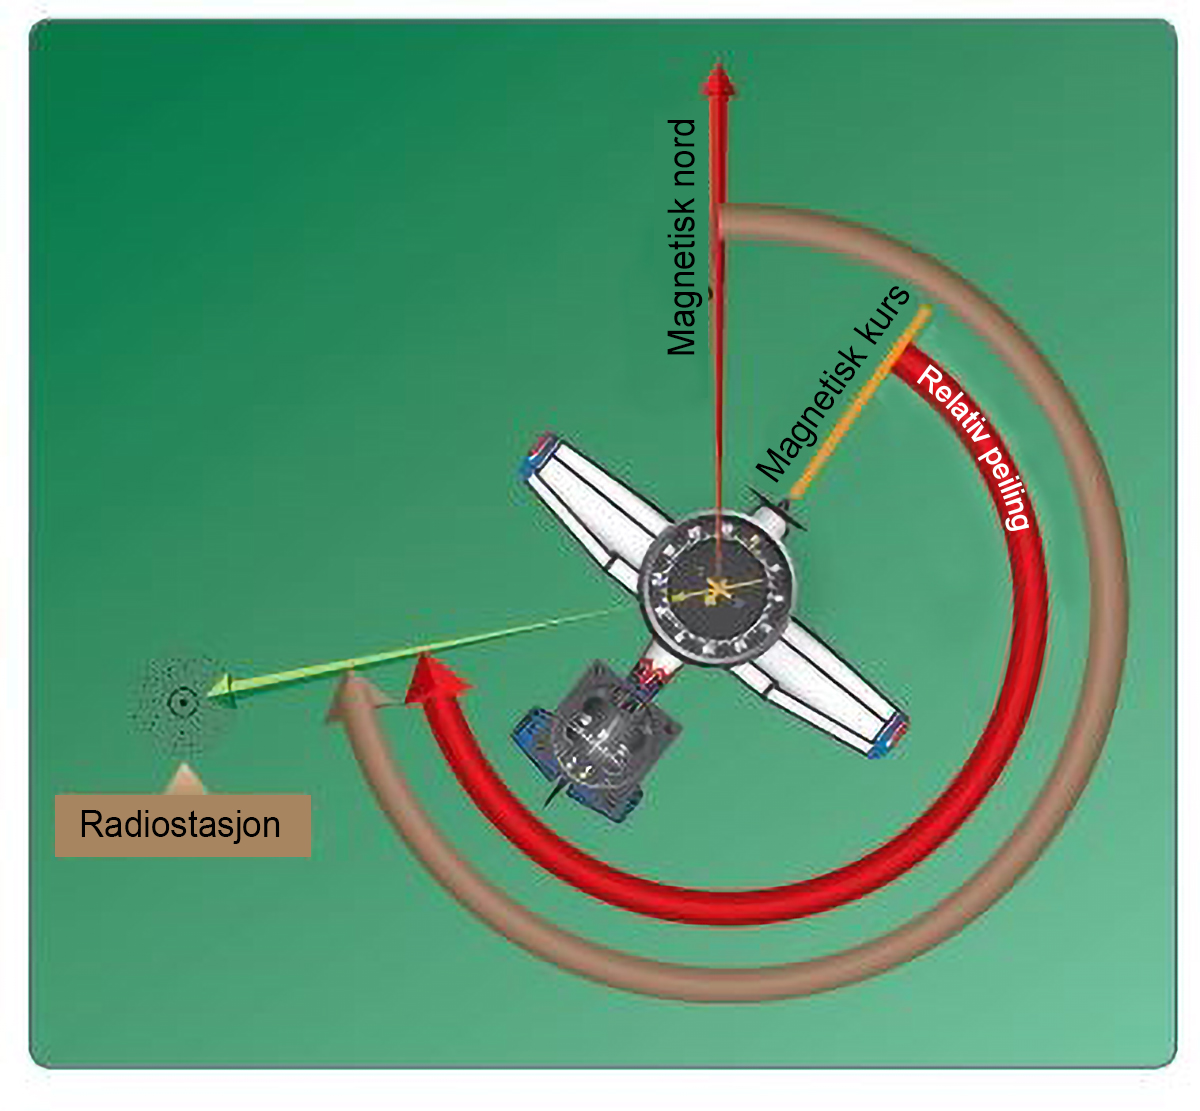 Magnetisk nord
Magnetisk kurs
Relativ peiling
Radiostasjon